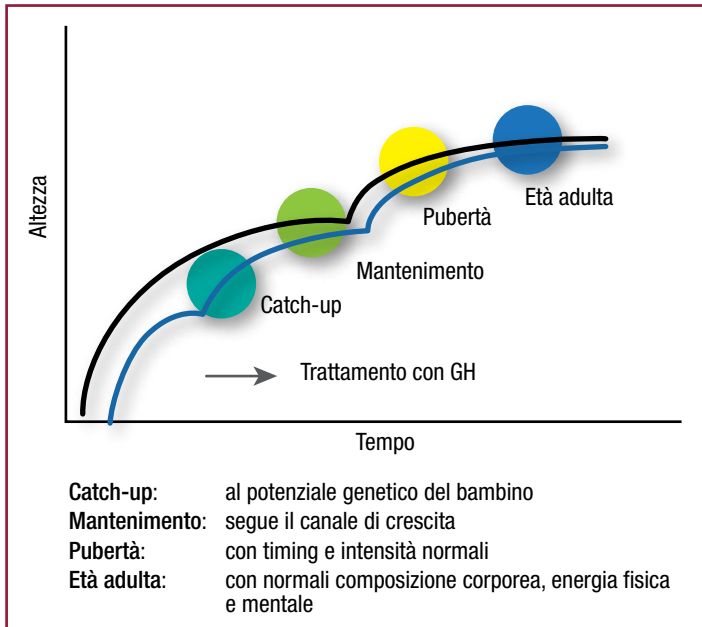 Altezza
Pubertà
Età adulta
Mantenimento
Catch-up
Trattamento con GH
Tempo
Catch-up: al potenziale genetico del bambino
Mantenimento: segue il canale di crescita
Pubertà: con timing e intensità normali
Età adulta: con normali composizione corporea, energia fisica
e mentale